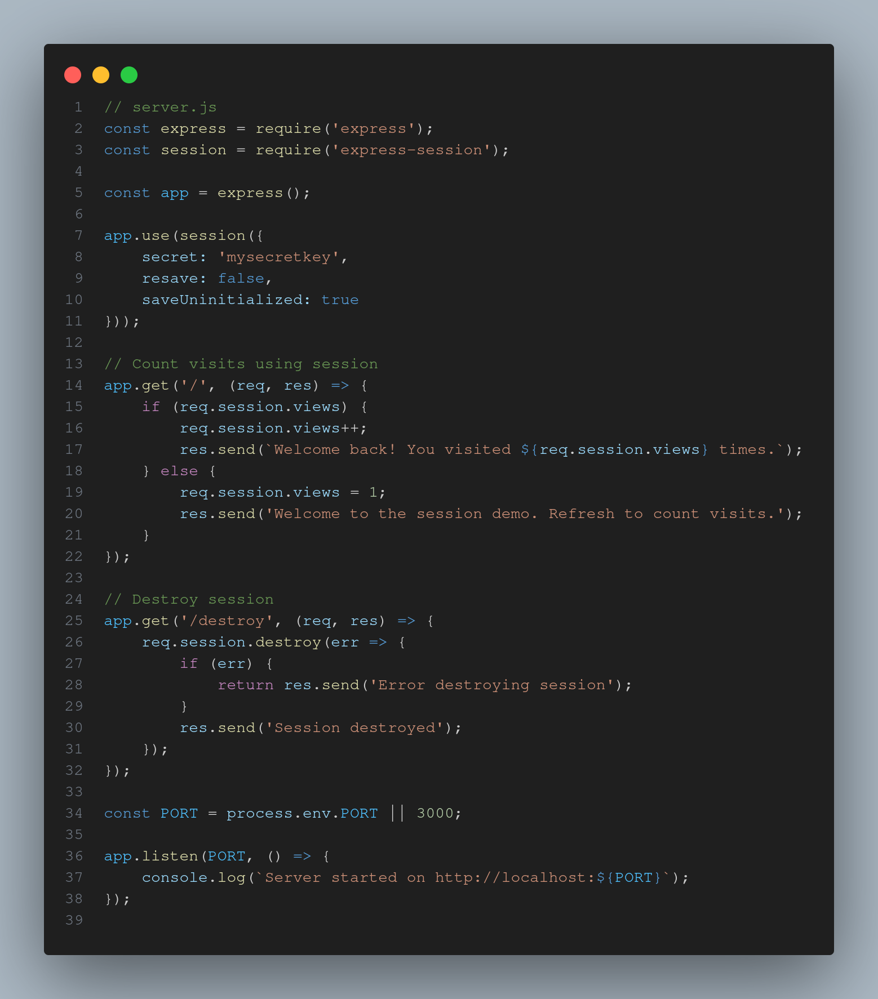 1 // server.js
2 const express = require('express');
3 const session = require('express-session');
4
5 const app = express();
6
7 app.use(session({
8     secret: 'mysecretkey',
9     resave: false,
10     saveUninitialized: true
11 }));
12
13 // Count visits using session
14 app.get('/', (req, res) => {
15     if (req.session.views) {
16         req.session.views++;
17         res.send(`Welcome back! You visited ${req.session.views} times.`);
18     } else {
19         req.session.views = 1;
20         res.send('Welcome to the session demo. Refresh to count visits.');
21     }
22 });
23
24 // Destroy session
25 app.get('/destroy', (req, res) => {
26     req.session.destroy(err => {
27         if (err) {
28             return res.send('Error destroying session');
29         }
30         res.send('Session destroyed');
31     });
32 });
33
34 const PORT = process.env.PORT || 3000;
35
36 app.listen(PORT, () => {
37     console.log(`Server started on http://localhost:${PORT}`);
38 });
39